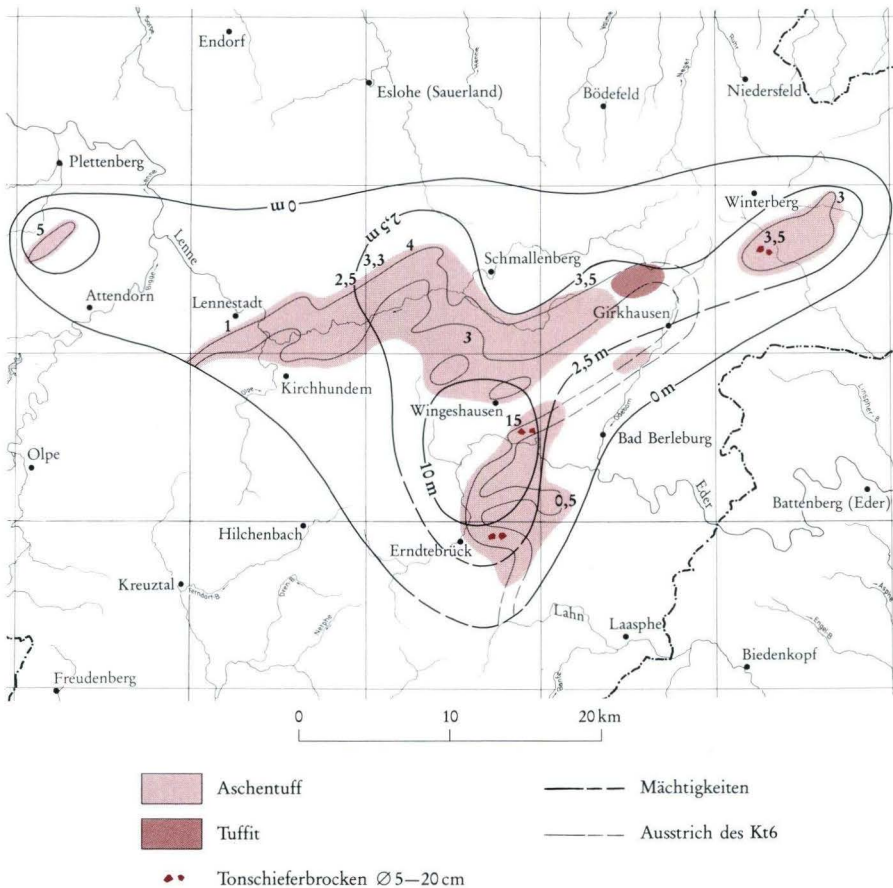 Endorf
Eslohe (Sauerland)
Bödefeld
Niedersfeld
Plettenberg
0 m
Winterberg
3
5
2,5 m
4
3,3
2,5
3,5
Lenne
Schmallenberg
3,5
Attendorn
Lennestadt
Girkhausen
1
3
2,5 m
Kirchhundem
0 m
Wingeshausen
15
Bad Berleburg
Olpe
10 m
0,5
Eder
Battenberg (Eder)
Hilchenbach
Erndtebrück
Kreuztal
Lahn
Laasphe
Biedenkopf
Freudenberg
0 10 20 km
Aschentuff Mächtigkeiten
Tuffit Ausstrich des Kt6
Tonschieferbrocken Ø 5—20 cm